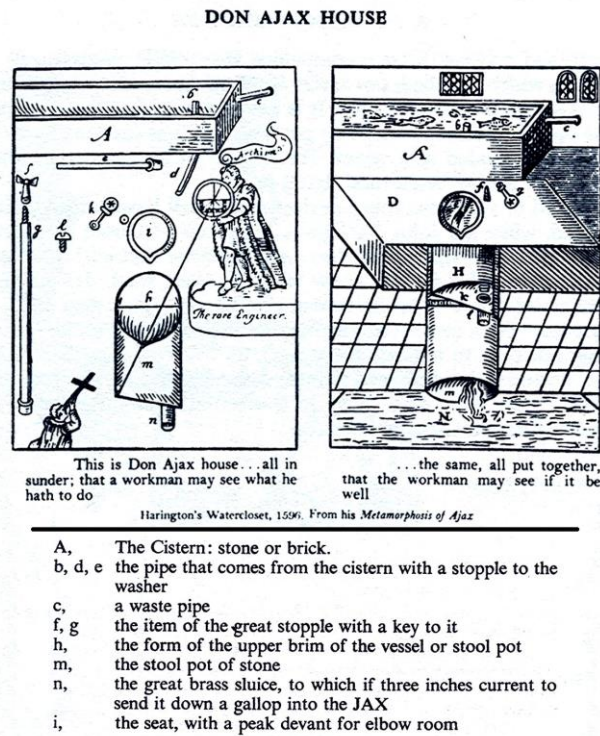 DON AJAX HOUSE
A
b
c
d
e
f
g
k
l
i
h
m
n
Archime
The rare Engineer.
A
b
c
D
f
g
H
k
l
m
N
This is Don Ajax house...all in
sunder; that a workman may see what he
hath to do
...the same, all put together,
that the workman may see if it be
well
Harington's Watercloset, 1596. From his Metamorphosis of Ajax
A, The Cistern: stone or brick.
b, d, e the pipe that comes from the cistern with a stopple to the
washer
c, a waste pipe
f, g the item of the great stopple with a key to it
h, the form of the upper brim of the vessel or stool pot
m, the stool pot of stone
n, the great brass sluice, to which if three inches current to
send it down a gallop into the JAX
i, the seat, with a peak devant for elbow room